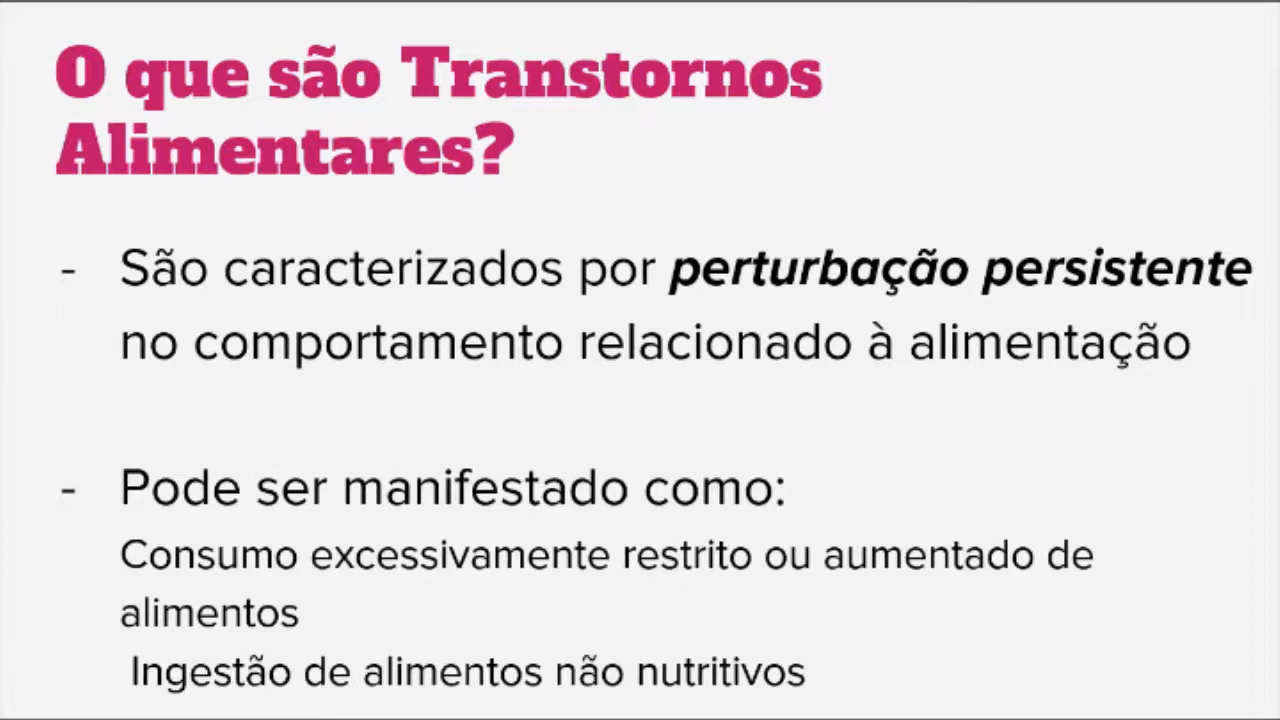 O que são Transtornos
Alimentares?
- São caracterizados por perturbação persistente
no comportamento relacionado à alimentação
- Pode ser manifestado como:
Consumo excessivamente restrito ou aumentado de
alimentos
Ingestão de alimentos não nutritivos